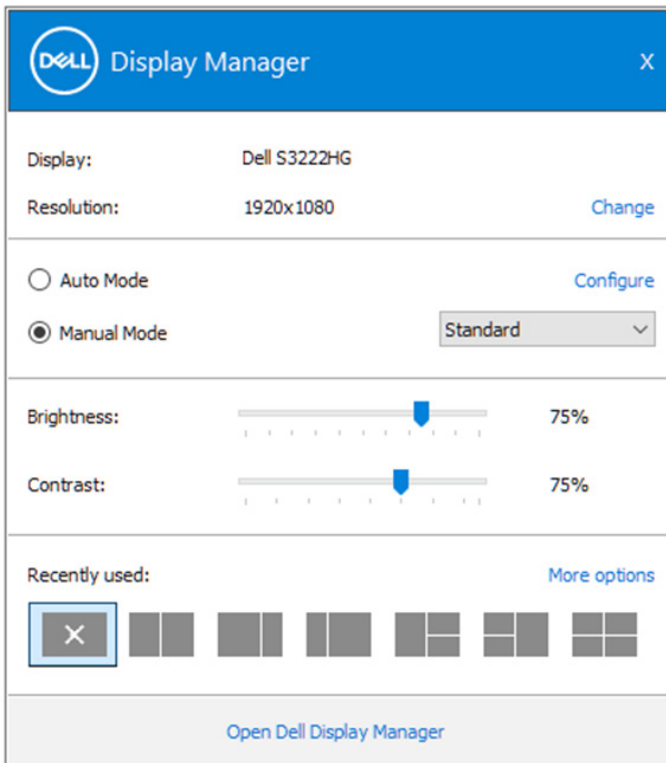 DELL Display Manager X
Display: Dell S3222HG
Resolution: 1920x1080 Change
Auto Mode Configure
Manual Mode Standard
Brightness: 75%
Contrast: 75%
Recently used: More options
Open Dell Display Manager